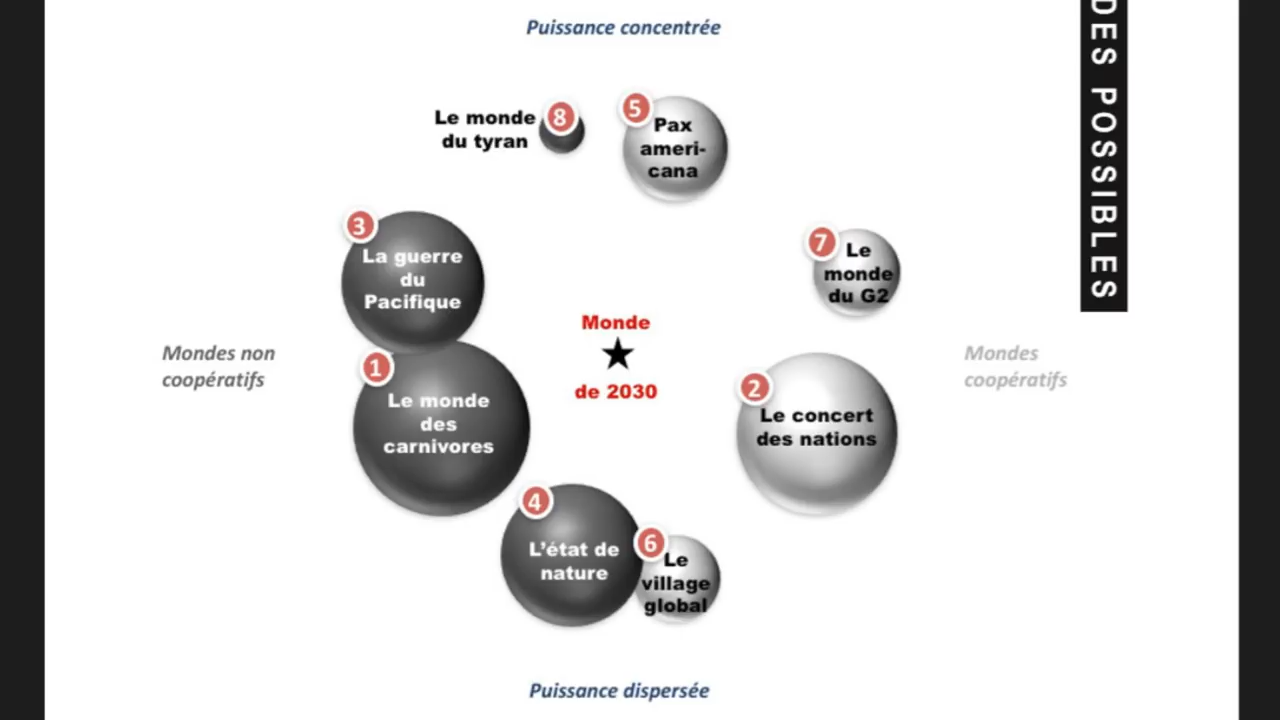 Puissance concentrée
DES POSSIBLES
8
Le monde
du tyran
5
Pax
ameri-
cana
3
La guerre
du
Pacifique
7
Le
monde
du G2
Monde
de 2030
Mondes non
coopératifs
Mondes
coopératifs
1
Le monde
des
carnivores
2
Le concert
des nations
4
L'état de
nature
6
Le
village
global
Puissance dispersée